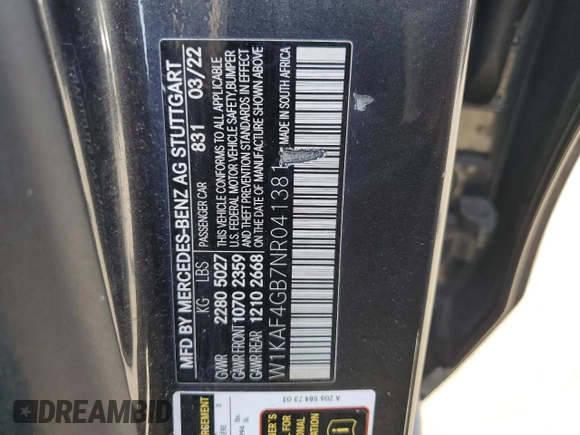 MFD BY MERCEDES-BENZ AG STUTTGART
831 03/22
PASSENGER CAR
KG LBS
GVWR 2280 5027
GAWR FRONT 1070 2359
GAWR REAR 1210 2668
THIS VEHICLE CONFORMS TO ALL APPLICABLE
U.S. FEDERAL MOTOR VEHICLE SAFETY, BUMPER
AND THEFT PREVENTION STANDARDS IN EFFECT
ON THE DATE OF MANUFACTURE SHOWN ABOVE
W1KAF4GB7NR041381
MADE IN SOUTH AFRICA
A 206 584 73 03
DREAMBID